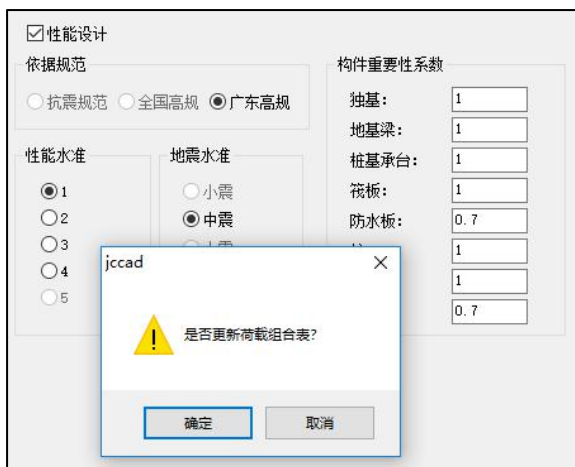 性能设计
依据规范
抗震规范 全国高规 广东高规
性能水准
1
2
3
4
5
地震水准
小震
中震
构件重要性系数
独基: 1
地基梁: 1
桩基承台: 1
筏板: 1
防水板: 0.7
1
1
0.7
jccad
是否更新荷载组合表?
确定 取消